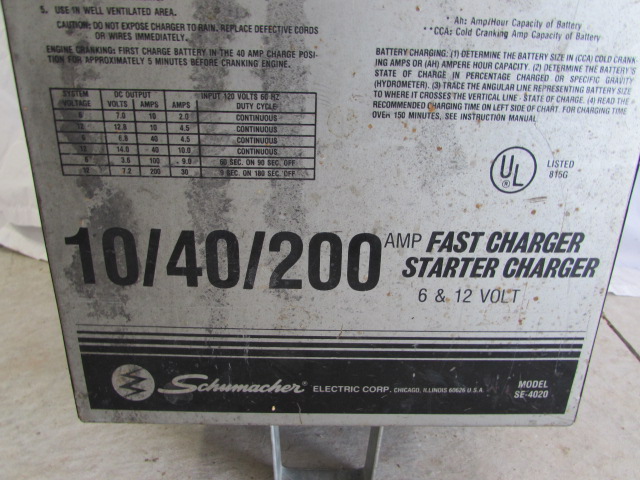 5. USE IN WELL VENTILATED AREA.
CAUTION: DO NOT EXPOSE CHARGER TO RAIN. REPLACE DEFECTIVE CORDS
OR WIRES IMMEDIATELY.
ENGINE CRANKING: FIRST CHARGE BATTERY IN THE 40 AMP CHARGE POSI-
TION FOR APPROXIMATELY 5 MINUTES BEFORE CRANKING ENGINE.
SYSTEM DC OUTPUT INPUT 120 VOLTS 60 HZ
VOLTAGE VOLTS AMPS AMPS DUTY CYCLE
6 7.0 10 2.0 CONTINUOUS
12 12.8 10 4.5 CONTINUOUS
6 6.8 40 4.5 CONTINUOUS
12 14.0 40 10.0 CONTINUOUS
6 3.6 100 9.0 60 SEC. ON 90 SEC. OFF
12 7.2 200 30 SEC. ON 180 SEC. OFF
* Ah: Amp/Hour Capacity of Battery
**CCA: Cold Cranking Amp Capacity of Battery
BATTERY CHARGING: (1) DETERMINE THE BATTERY SIZE IN (CCA) COLD CRANK-
ING AMPS OR (AH) AMPERE HOUR CAPACITY. (2) DETERMINE THE BATTERY'S
STATE OF CHARGE IN PERCENTAGE CHARGED OR SPECIFIC GRAVITY
(HYDROMETER). (3) TRACE THE ANGULAR LINE REPRESENTING BATTERY SIZE
TO WHERE IT CROSSES THE VERTICAL LINE - STATE OF CHARGE. (4) READ THE
RECOMMENDED CHARGING TIME ON LEFT SIDE OF CHART. FOR CHARGING TIME
OVER 150 MINUTES, SEE INSTRUCTION MANUAL.
UL
LISTED
815G
10/40/200 AMP FAST CHARGER
STARTER CHARGER
6 & 12 VOLT
Schumacher ELECTRIC CORP. CHICAGO, ILLINOIS 60626 U.S.A.
MODEL
SE-4020